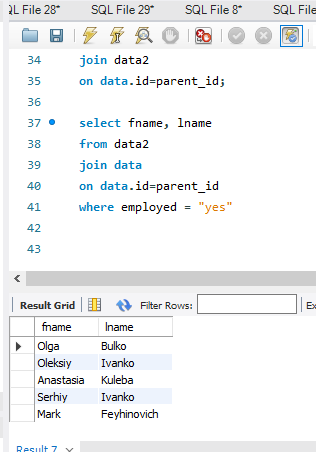 QL File 28* SQL File 29* SQL File 8* SQL F
34 join data2
35 on data.id=parent_id;
36
37 select fname, lname
38 from data2
39 join data
40 on data.id=parent_id
41 where employed = "yes"
42
43
Result Grid Filter Rows: Ex
fname lname
Olga Bulko
Oleksiy Ivanko
Anastasia Kuleba
Serhiy Ivanko
Mark Feyhinovich
Result 7